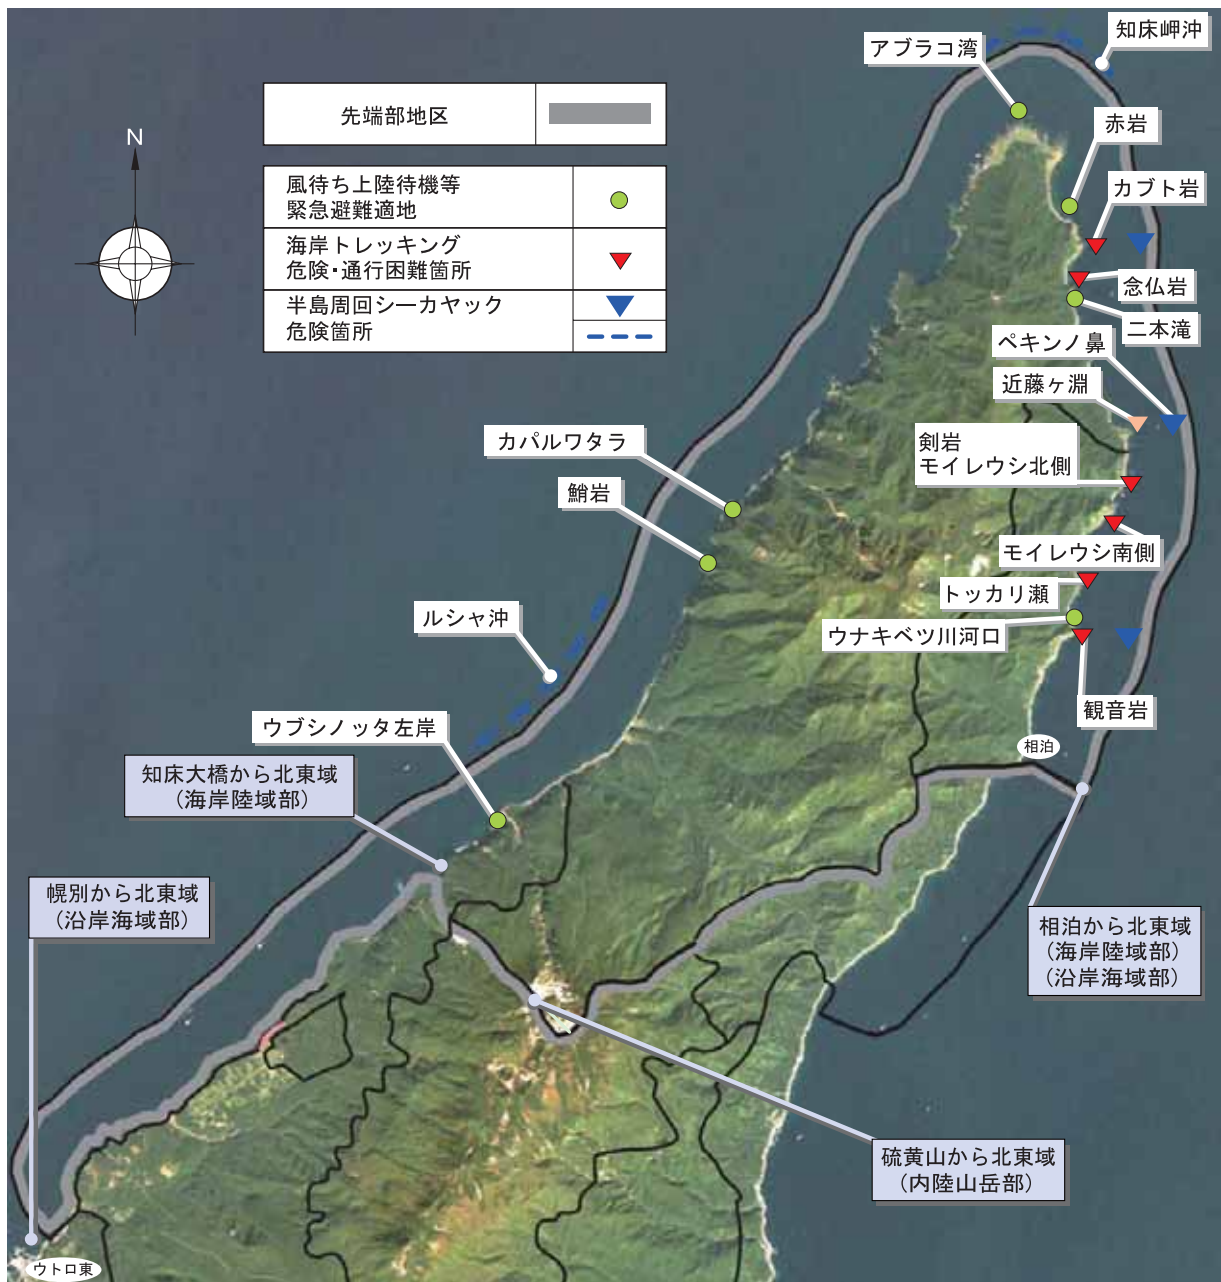 知床岬沖
アブラコ湾
先端部地区
N
赤岩
風待ち上陸待機等
緊急避難適地
カブト岩
海岸トレッキング
危険・通行困難箇所
念仏岩
半島周回シーカヤック
危険箇所
二本滝
ペキンノ鼻
近藤ヶ淵
カパルワタラ
剣岩
モイレウシ北側
鮹岩
モイレウシ南側
トッカリ瀬
ルシャ沖
ウナキベツ川河口
観音岩
ウブシノッタ左岸
相泊
知床大橋から北東域
（海岸陸域部）
幌別から北東域
（沿岸海域部）
相泊から北東域
（海岸陸域部）
（沿岸海域部）
硫黄山から北東域
（内陸山岳部）
ウトロ東